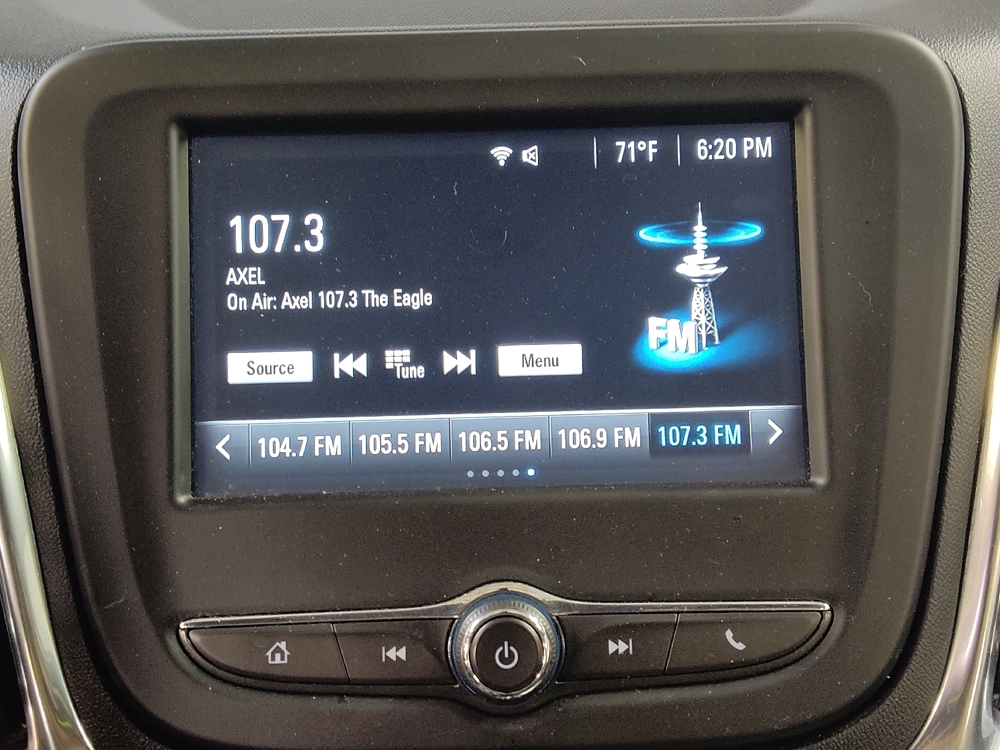 71°F 6:20 PM
107.3
AXEL
On Air: Axel 107.3 The Eagle
FM
Source Tune Menu
104.7 FM 105.5 FM 106.5 FM 106.9 FM 107.3 FM